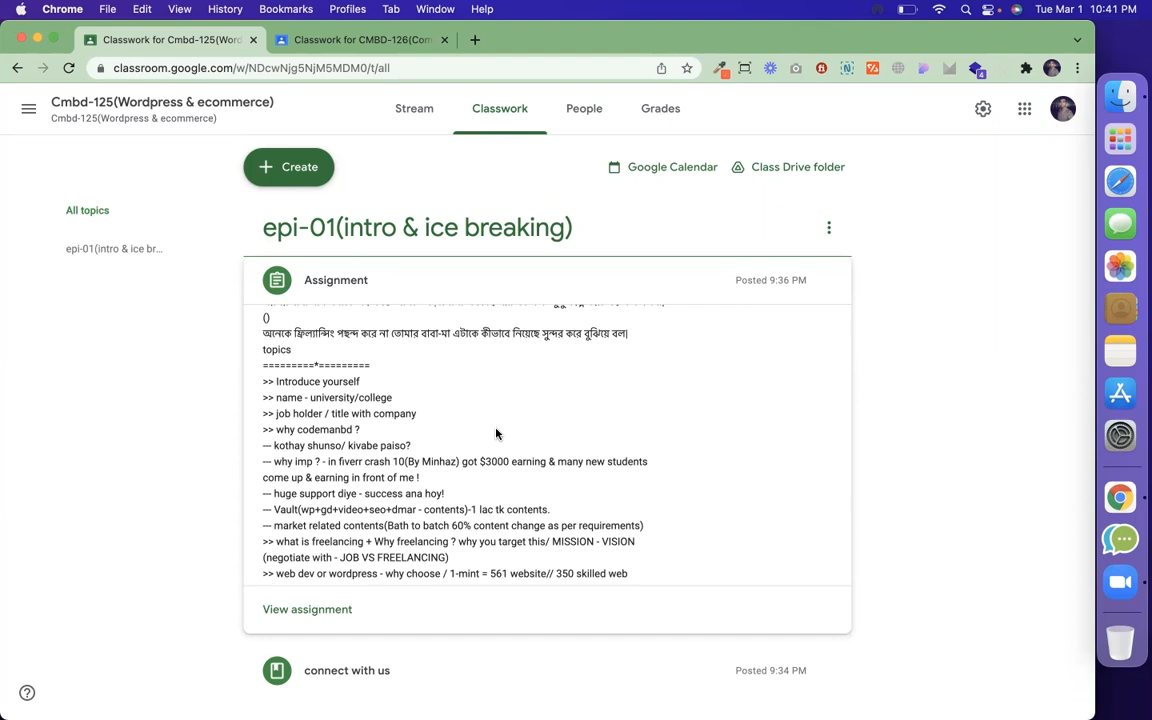 Chrome File Edit View History Bookmarks Profiles Tab Window Help Tue Mar 1 10:41 PM
Classwork for Cmbd-125(Word Classwork for CMBD-126(Com
classroom.google.com/w/NDcwNjg5NjM5MDM0/t/all
4
Cmbd-125(Wordpress & ecommerce)
Cmbd-125(Wordpress & ecommerce)
Stream Classwork People Grades
Create
Google Calendar Class Drive folder
All topics
epi-01(intro & ice br...
epi-01(intro & ice breaking)
Assignment Posted 9:36 PM
()
অনেকে ফ্রিল্যান্সিং পছন্দ করে না তোমার বাবা-মা এটাকে কীভাবে নিয়েছে সুন্দর করে বুঝিয়ে বল|
topics
=========*=========
>> Introduce yourself
>> name - university/college
>> job holder / title with company
>> why codemanbd ?
--- kothay shunso/ kivabe paiso?
--- why imp ? - in fiverr crash 10(By Minhaz) got $3000 earning & many new students
come up & earning in front of me !
--- huge support diye - success ana hoy!
--- Vault(wp+gd+video+seo+dmar - contents)-1 lac tk contents.
--- market related contents(Bath to batch 60% content change as per requirements)
>> what is freelancing + Why freelancing ? why you target this/ MISSION - VISION
(negotiate with - JOB VS FREELANCING)
>> web dev or wordpress - why choose / 1-mint = 561 website// 350 skilled web
View assignment
connect with us Posted 9:34 PM